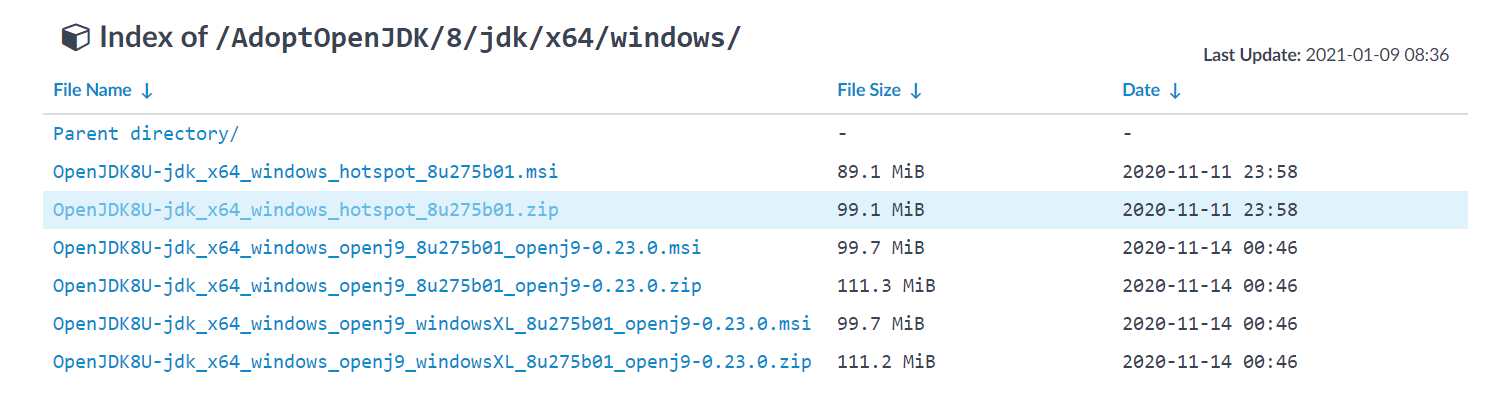 Index of /AdoptOpenJDK/8/jdk/x64/windows/
Last Update: 2021-01-09 08:36
File Name ↓ File Size ↓ Date ↓
Parent directory/ - -
OpenJDK8U-jdk_x64_windows_hotspot_8u275b01.msi 89.1 MiB 2020-11-11 23:58
OpenJDK8U-jdk_x64_windows_hotspot_8u275b01.zip 99.1 MiB 2020-11-11 23:58
OpenJDK8U-jdk_x64_windows_openj9_8u275b01_openj9-0.23.0.msi 99.7 MiB 2020-11-14 00:46
OpenJDK8U-jdk_x64_windows_openj9_8u275b01_openj9-0.23.0.zip 111.3 MiB 2020-11-14 00:46
OpenJDK8U-jdk_x64_windows_openj9_windowsXL_8u275b01_openj9-0.23.0.msi 99.7 MiB 2020-11-14 00:46
OpenJDK8U-jdk_x64_windows_openj9_windowsXL_8u275b01_openj9-0.23.0.zip 111.2 MiB 2020-11-14 00:46